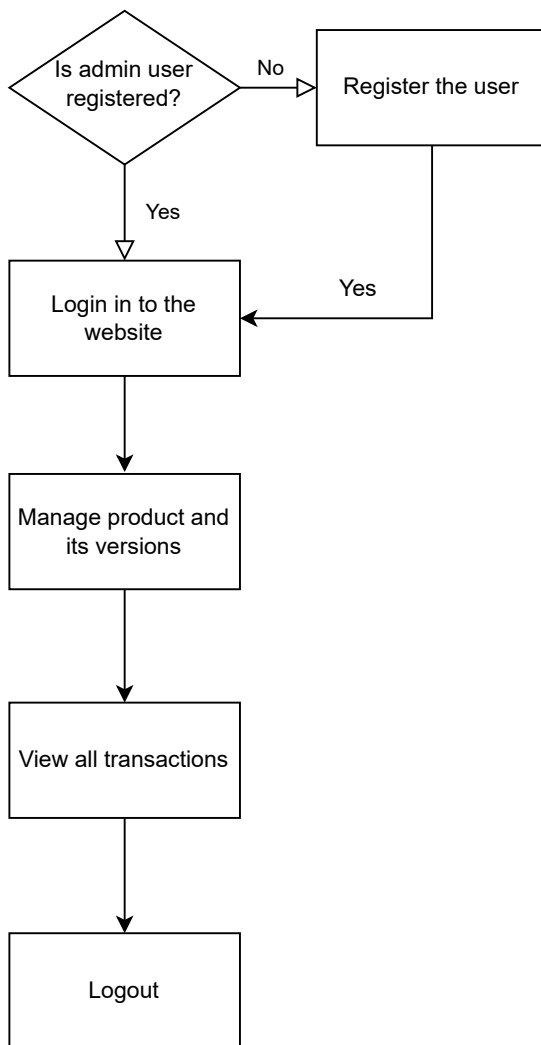 Is admin user
registered?
No
Register the user
Yes
Login in to the
website
Yes
Manage product and
its versions
View all transactions
Logout